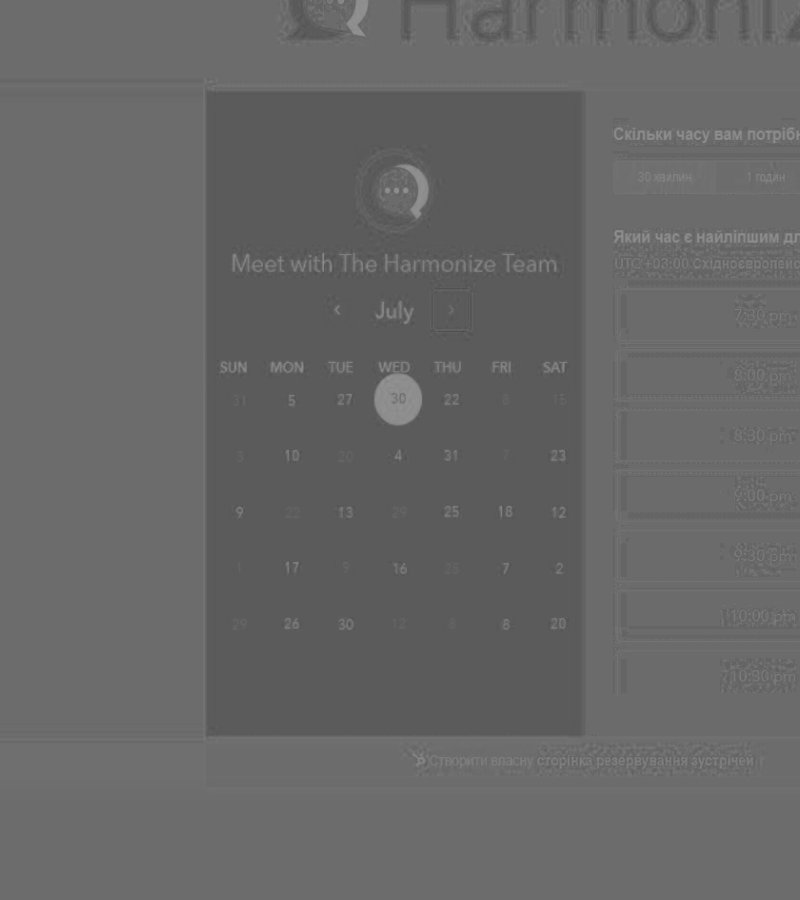 Harmoniz
Meet with The Harmonize Team
July
SUN MON TUE WED THU FRI SAT
31 5 27 30 22 8 15
3 10 20 4 31 7 23
9 22 13 29 25 18 12
1 17 9 16 25 7 2
29 26 30 12 8 8 20
Скільки часу вам потрібн
30 хвилин 1 годин
Який час є найліпшим дл
UTC +03:00 Східноєвропейс
7:30 pm
8:00 pm
8:30 pm
9:00 pm
9:30 pm
10:00 pm
10:30 pm
Створити власну сторінка резервування зустрічей